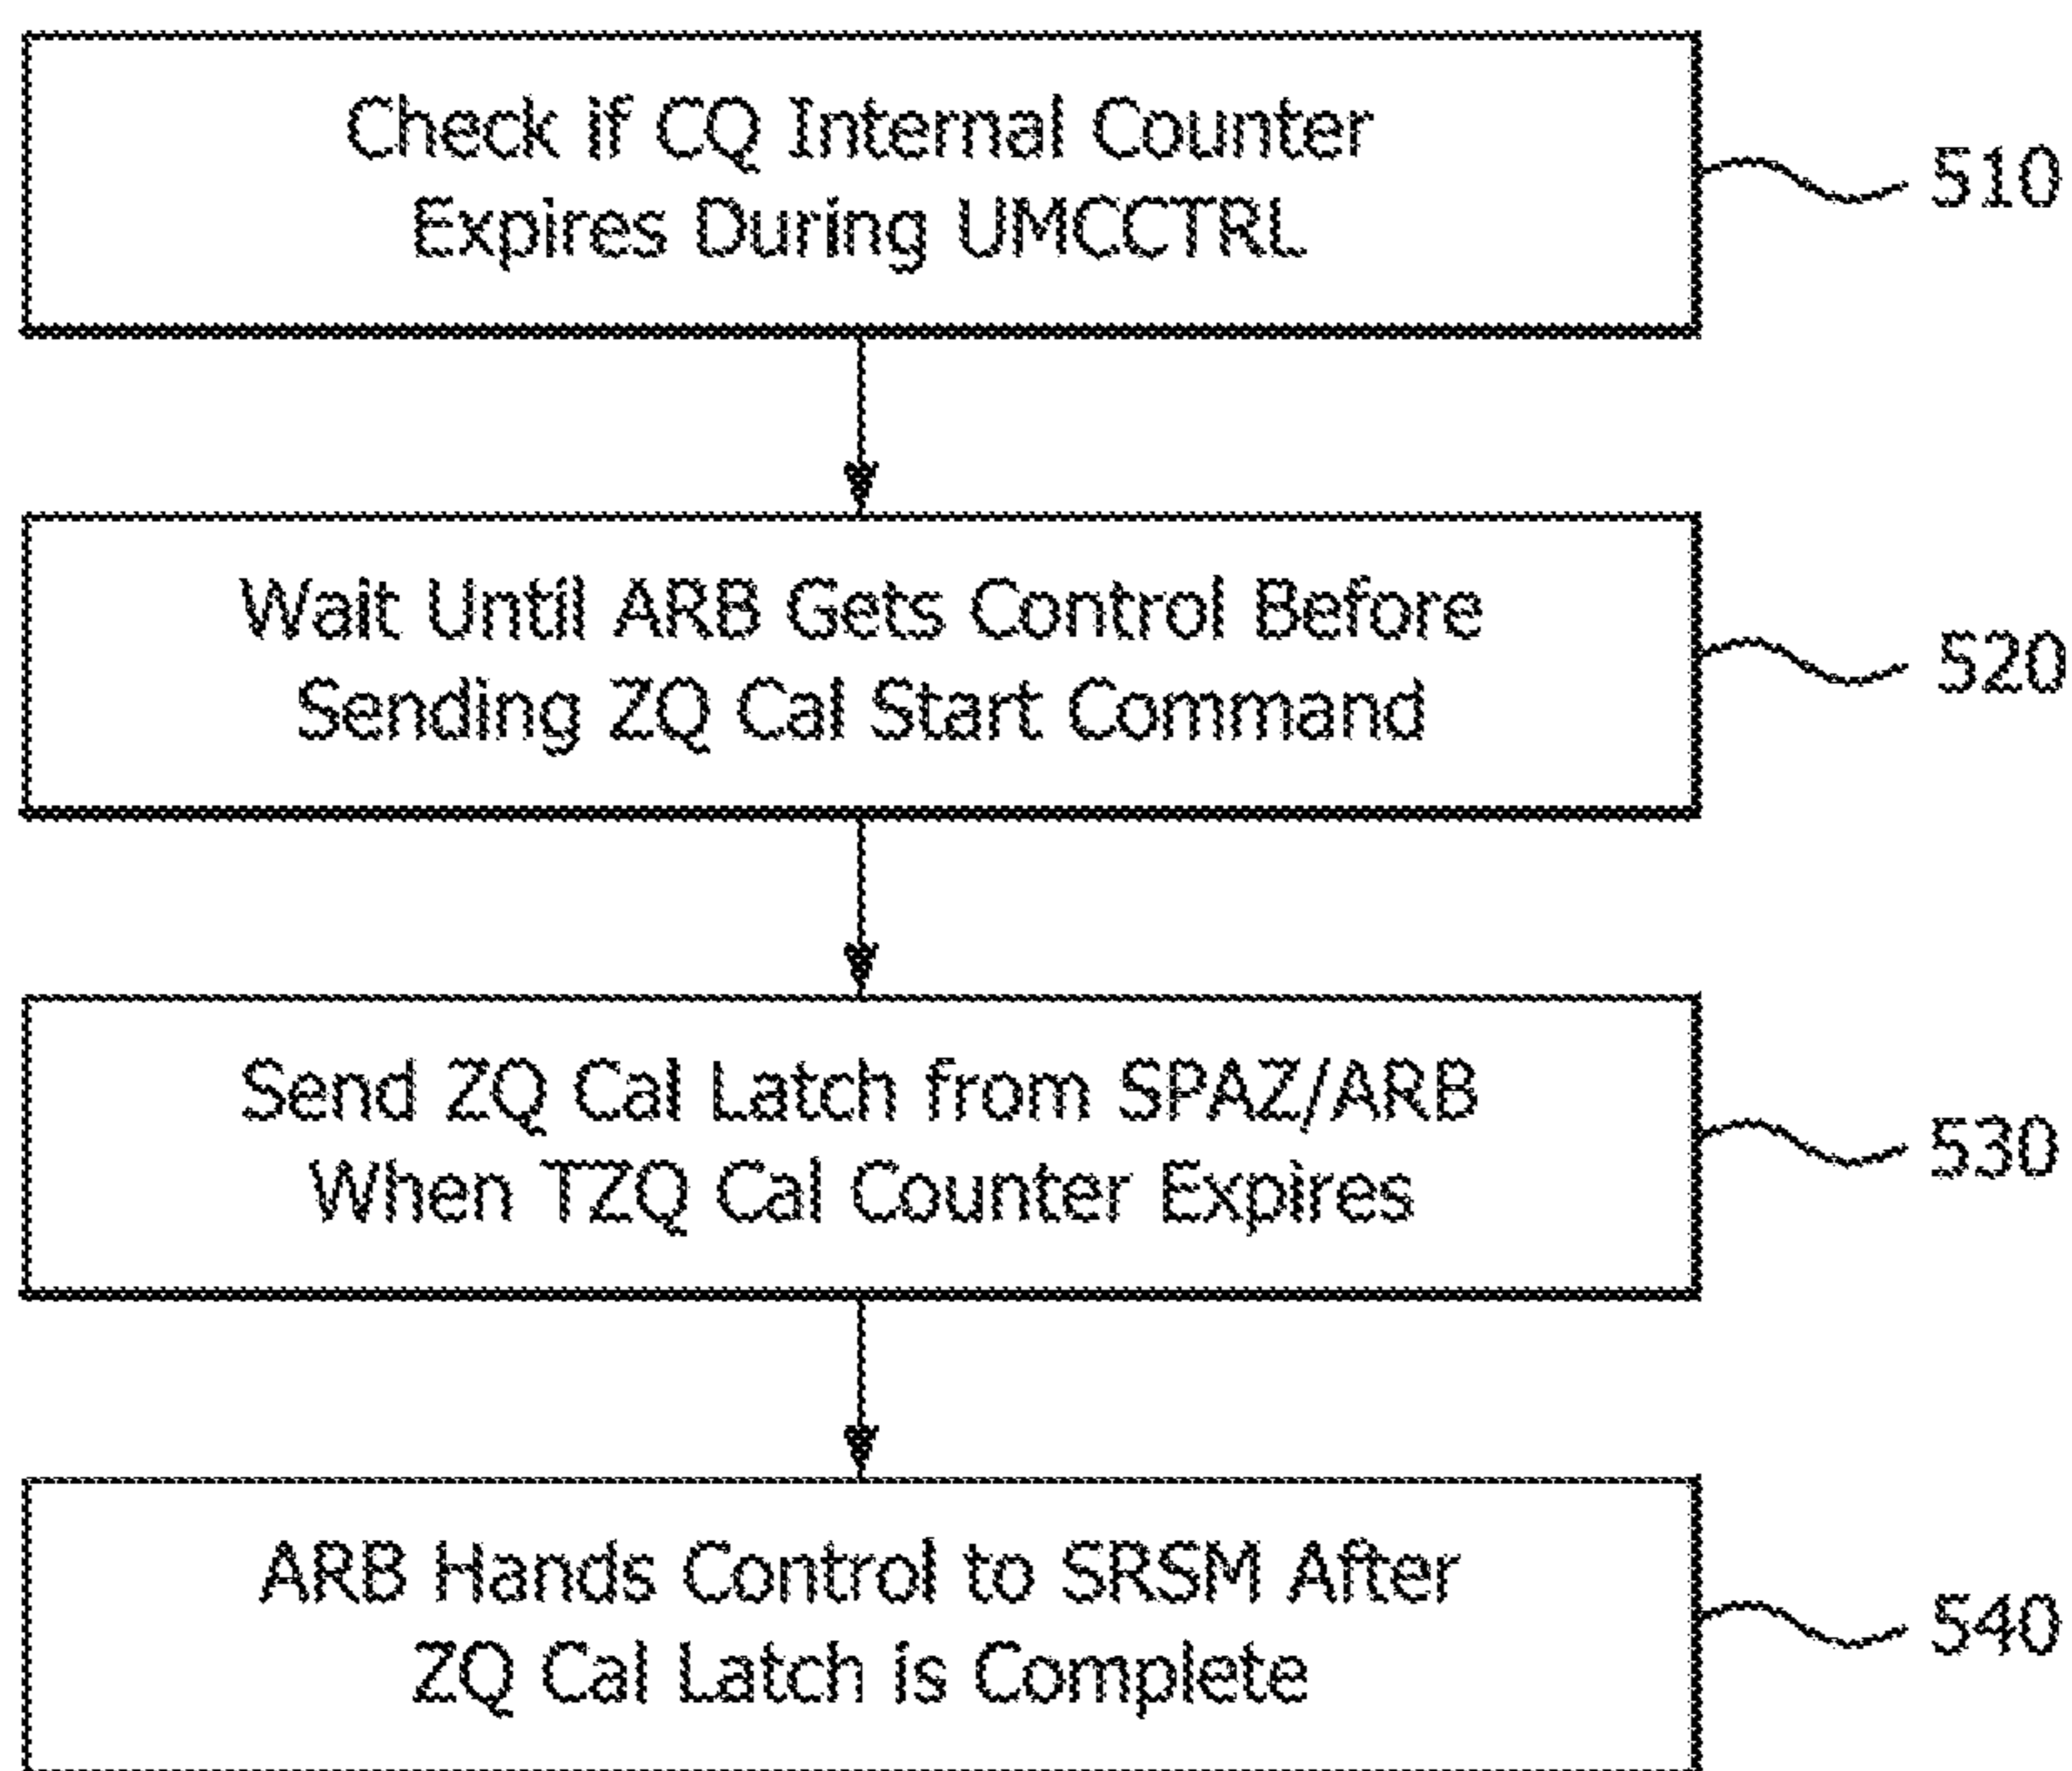 Check if CQ Internal Counter
Expires During UMCCTRL
510
Wait Until ARB Gets Control Before
Sending ZQ Cal Start Command
520
Send ZQ Cal Latch from SPAZ/ARB
When TZQ Cal Counter Expires
530
ARB Hands Control to SRSM After
ZQ Cal Latch is Complete
540